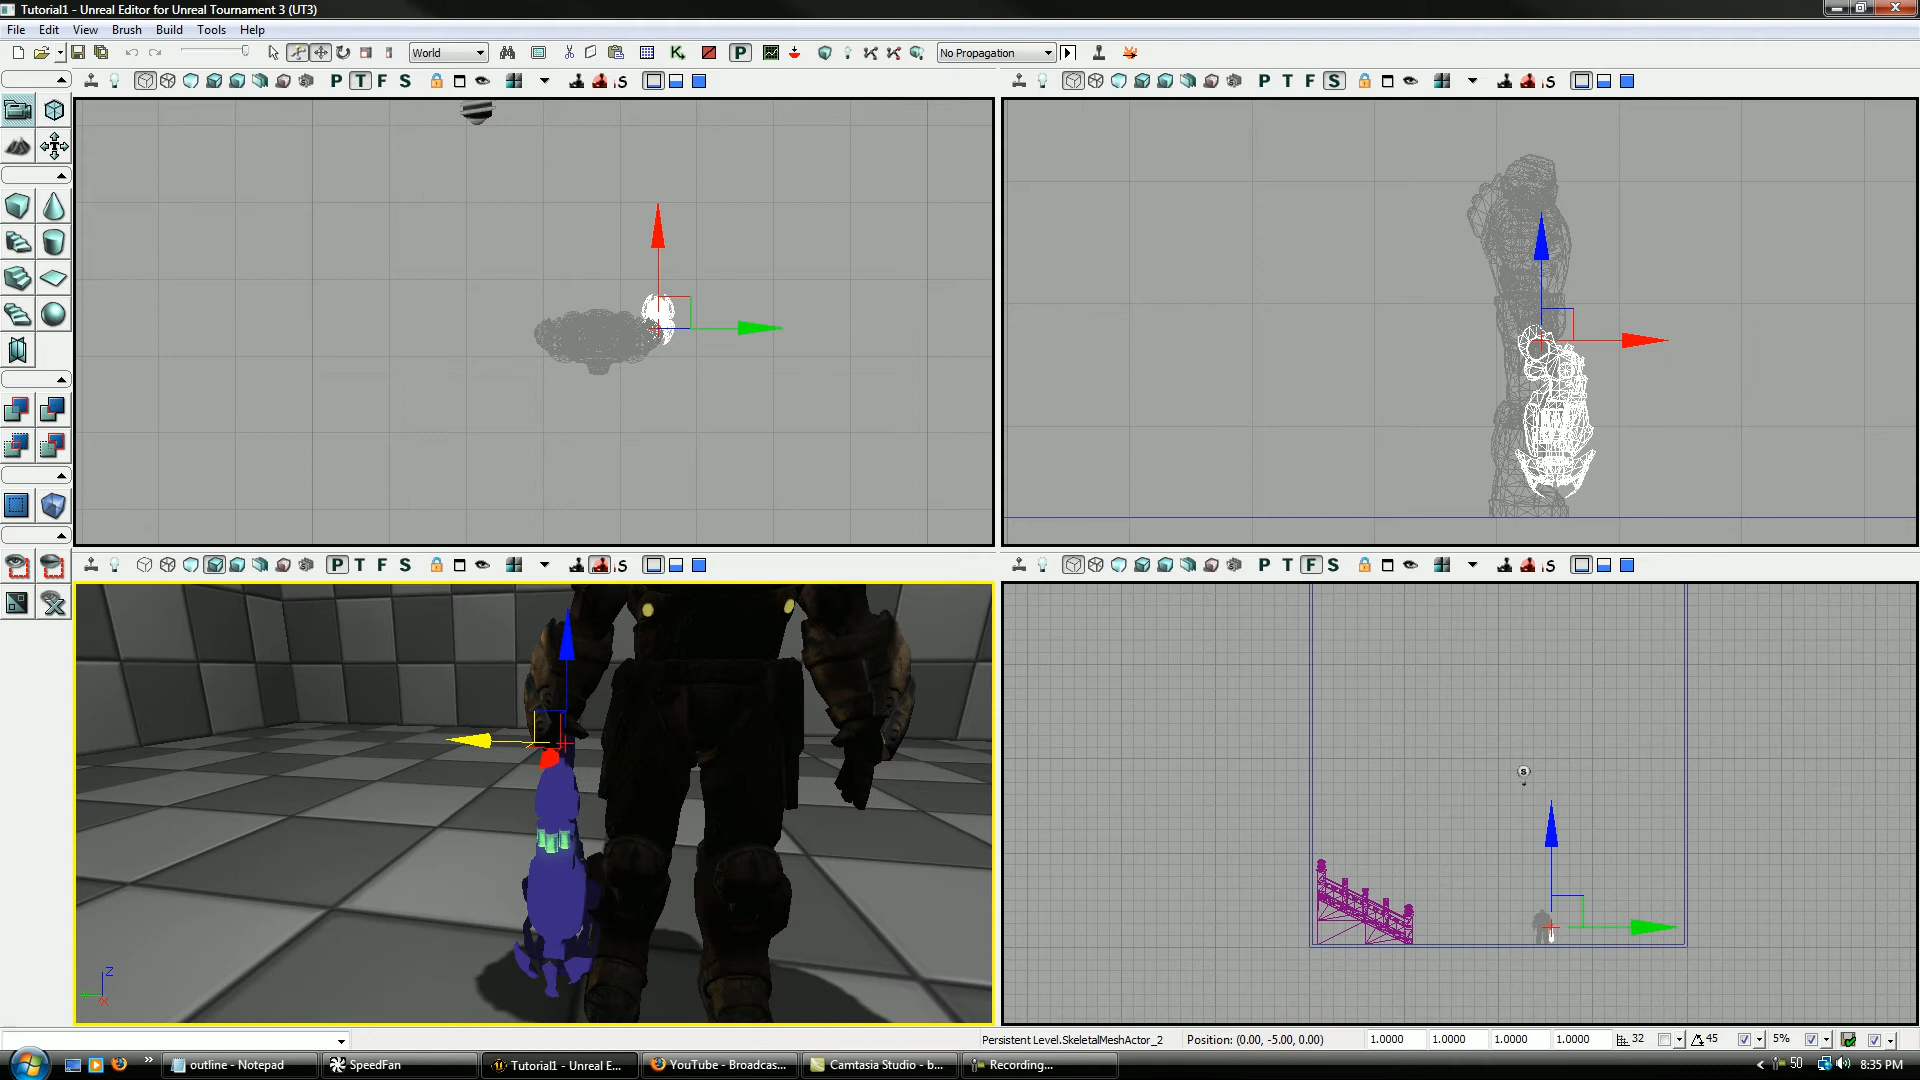 Tutorial1 - Unreal Editor for Unreal Tournament 3 (UT3)
File Edit View Brush Build Tools Help
World
K
P
No Propagation
P T F S
S
P T F S
S
P T F S
S
P T F S
S
S
Z
X
Persistent Level.SkeletalMeshActor_2
Position: (0.00, -5.00, 0.00)
1.0000 1.0000 1.0000 1.0000
32
45
5%
outline - Notepad
SpeedFan
Tutorial1 - Unreal E...
YouTube - Broadcas...
Camtasia Studio - b...
Recording...
50
8:35 PM